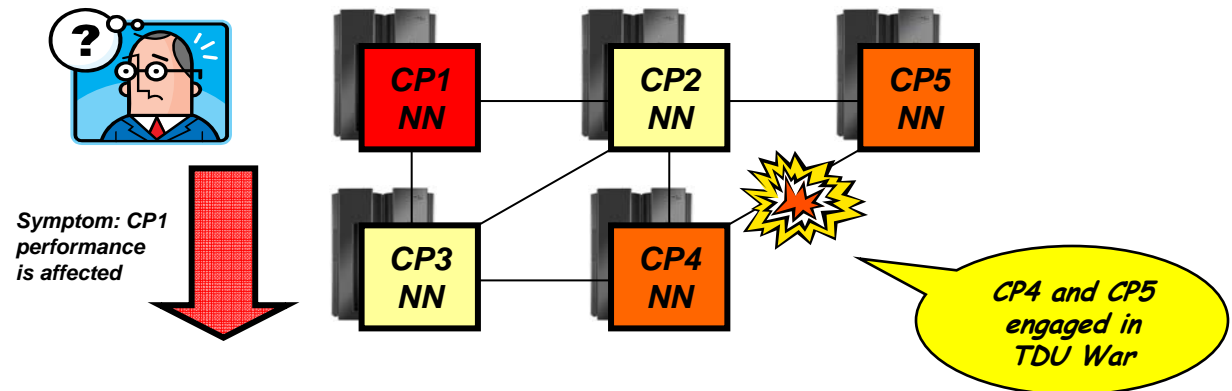 ?
CP1
NN
CP2
NN
CP5
NN
Symptom: CP1
performance
is affected
CP3
NN
CP4
NN
CP4 and CP5
engaged in
TDU War